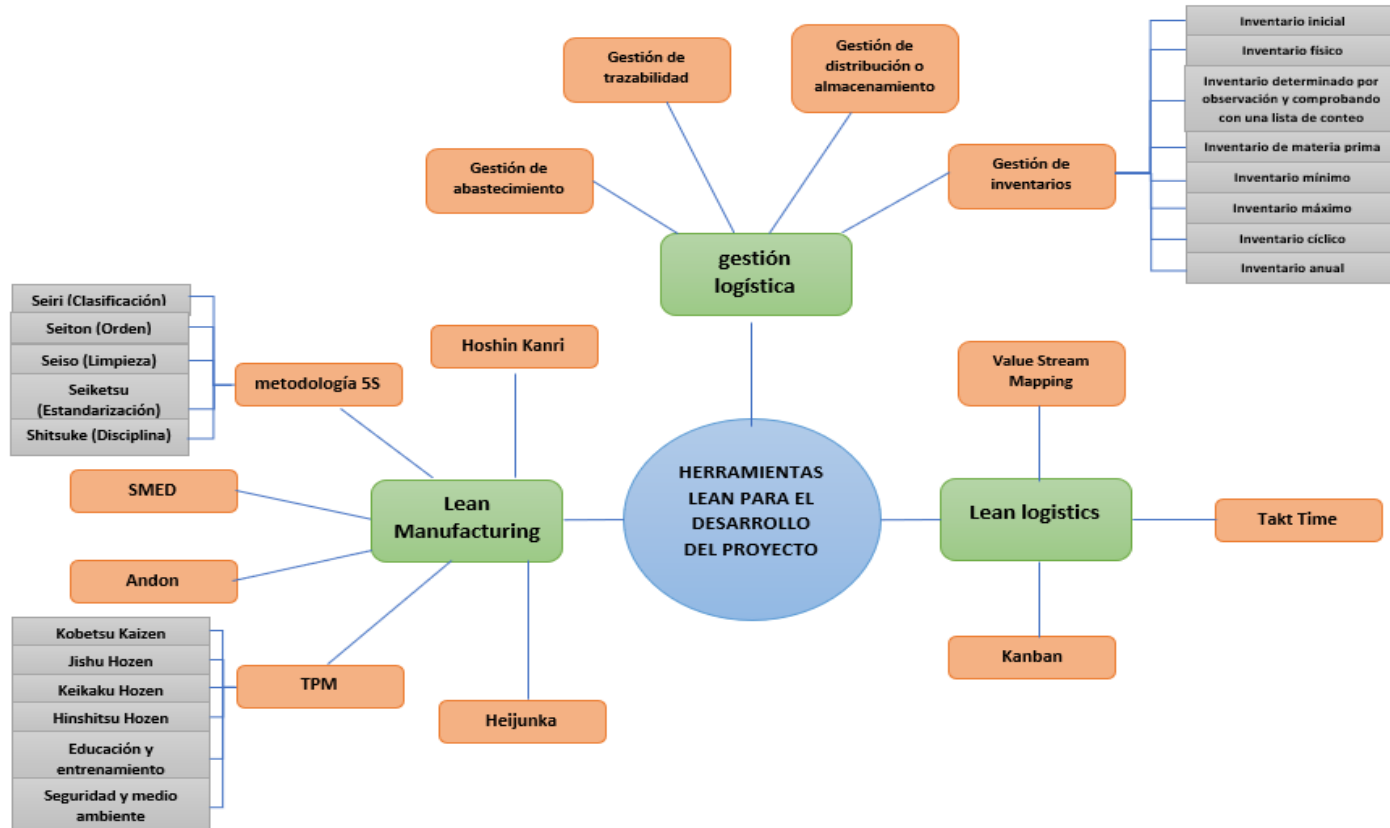 Inventario inicial
Inventario físico
Inventario determinado por
observación y comprobando
con una lista de conteo
Inventario de materia prima
Inventario mínimo
Inventario máximo
Inventario cíclico
Inventario anual
Gestión de
distribución o
almacenamiento
Gestión de
trazabilidad
Gestión de
abastecimiento
Gestión de
inventarios
gestión
logística
Seiri (Clasificación)
Seiton (Orden)
Seiso (Limpieza)
Seiketsu
(Estandarización)
Shitsuke (Disciplina)
metodología 5S
Hoshin Kanri
Value Stream
Mapping
SMED
Lean
Manufacturing
HERRAMIENTAS
LEAN PARA EL
DESARROLLO
DEL PROYECTO
Lean logistics
Takt Time
Andon
Kobetsu Kaizen
Jishu Hozen
Keikaku Hozen
Hinshitsu Hozen
Educación y
entrenamiento
Seguridad y medio
ambiente
TPM
Heijunka
Kanban